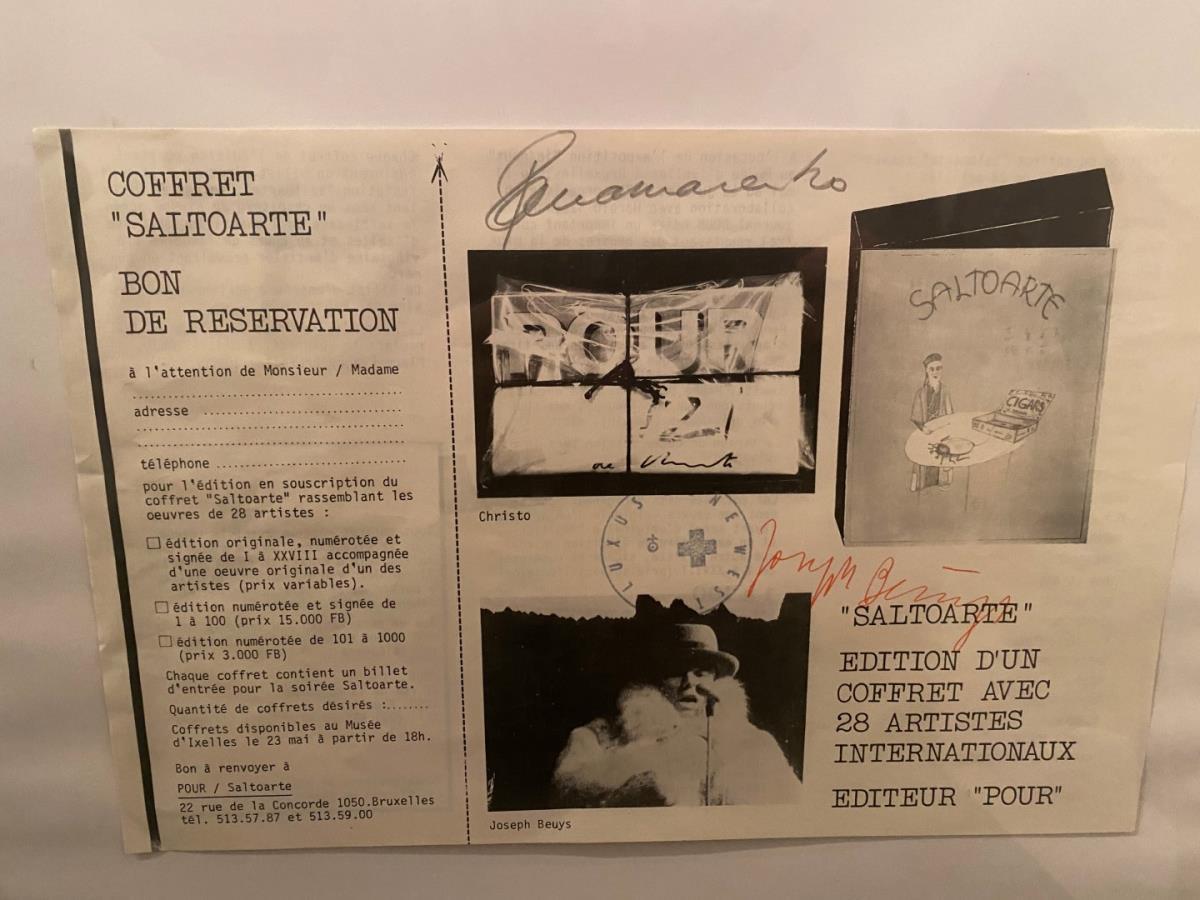 COFFRET
"SALTOARTE"
BON
DE RESERVATION
à l'attention de Monsieur / Madame
adresse
téléphone
pour l'édition en souscription du
coffret "Saltoarte" rassemblant les
oeuvres de 28 artistes :
édition originale, numérotée et
signée de I à XXVIII accompagnée
d'une oeuvre originale d'un des
artistes (prix variables).
édition numérotée et signée de
1 à 100 (prix 15.000 FB)
édition numérotée de 101 à 1000
(prix 3.000 FB)
Chaque coffret contient un billet
d'entrée pour la soirée Saltoarte.
Quantité de coffrets désirés :........
Coffrets disponibles au Musée
d'Ixelles le 23 mai à partir de 18h.
Bon à renvoyer à
POUR / Saltoarte
22 rue de la Concorde 1050.Bruxelles
tél. 513.57.87 et 513.59.00
Panamarenko
POUR
Christo
SALTOARTE
CIGARS
Joseph Beuys
Joseph Beuys
"SALTOARTE"
EDITION D'UN
COFFRET AVEC
28 ARTISTES
INTERNATIONAUX
EDITEUR "POUR"